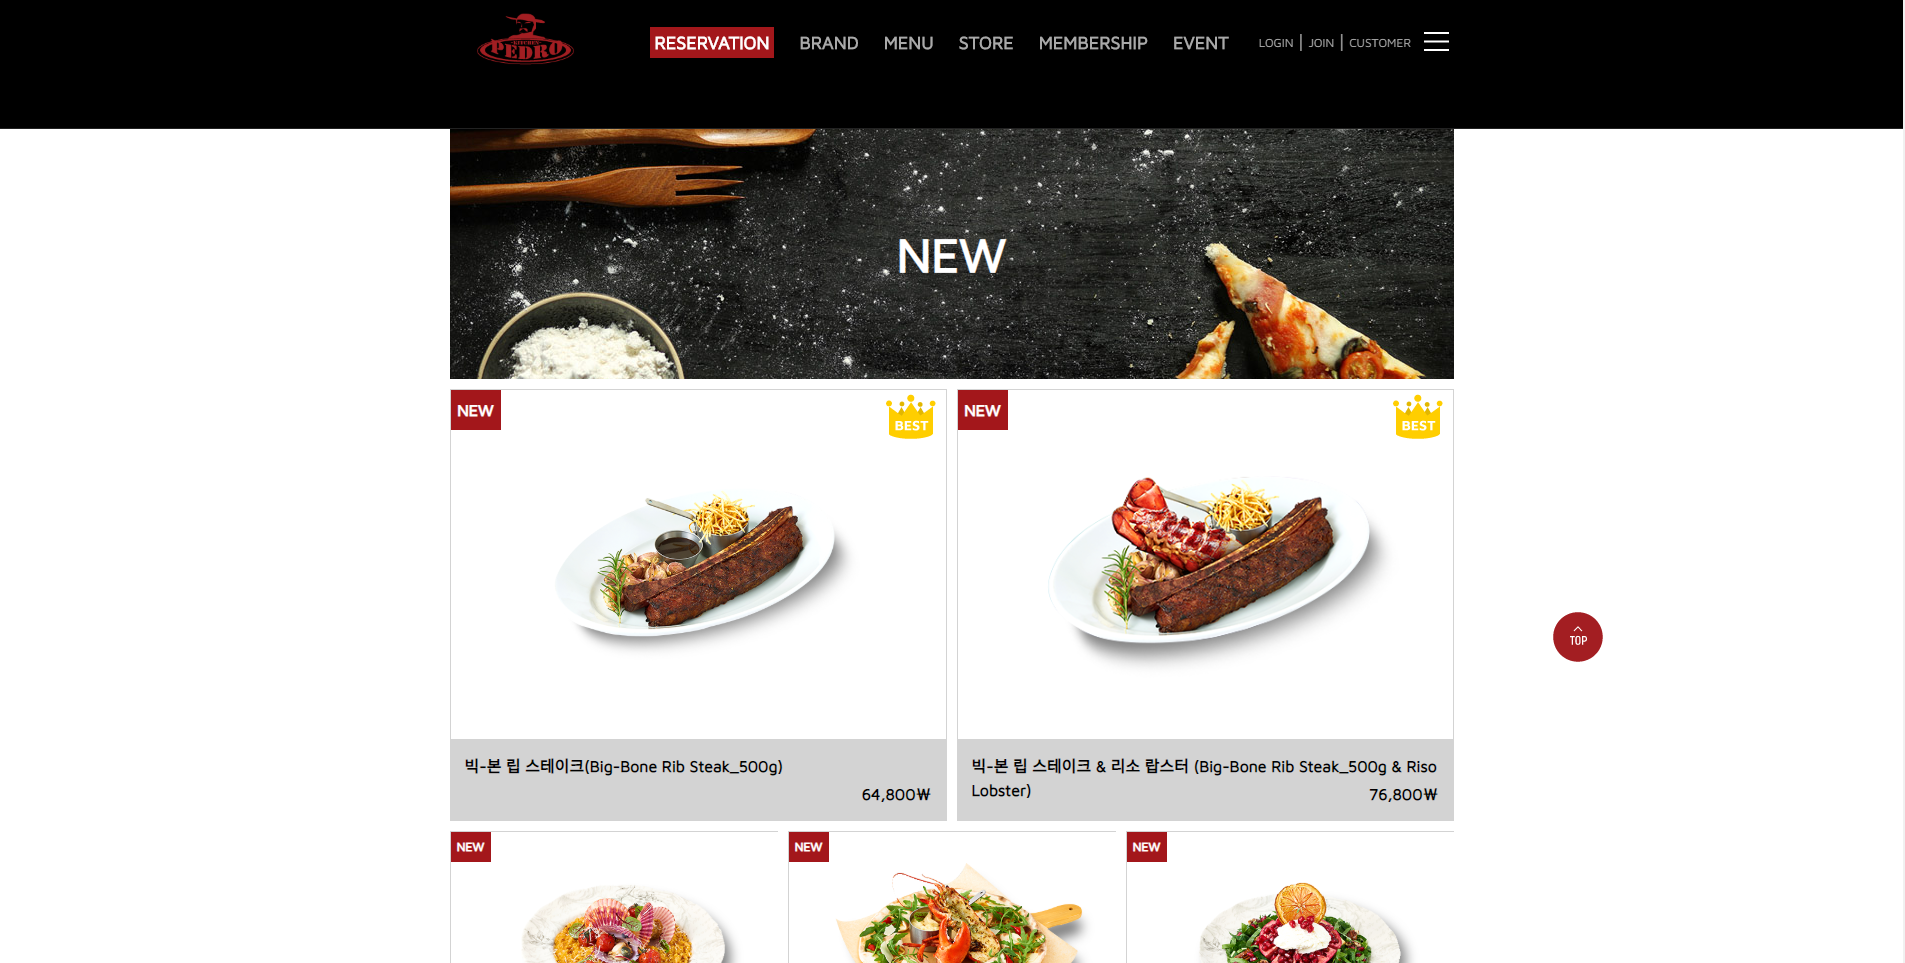 KITCHEN
PEDRO
RESERVATION BRAND MENU STORE MEMBERSHIP EVENT LOGIN | JOIN | CUSTOMER
NEW
NEW
BEST
NEW
BEST
빅-본 립 스테이크(Big-Bone Rib Steak_500g)
64,800₩
빅-본 립 스테이크 & 리소 랍스터 (Big-Bone Rib Steak_500g & Riso
Lobster)
76,800₩
TOP
NEW
NEW
NEW